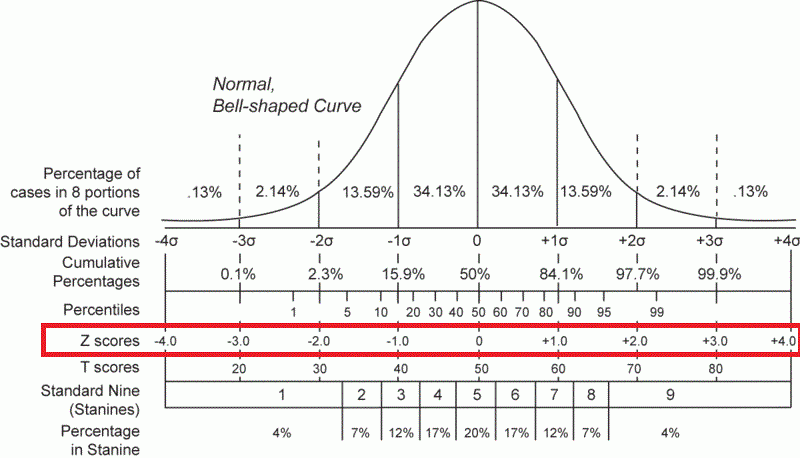 Normal,
Bell-shaped Curve
Percentage of
cases in 8 portions
of the curve
.13% 2.14% 13.59% 34.13% 34.13% 13.59% 2.14% .13%
Standard Deviations -4σ -3σ -2σ -1σ 0 +1σ +2σ +3σ +4σ
Cumulative
Percentages
0.1% 2.3% 15.9% 50% 84.1% 97.7% 99.9%
Percentiles 1 5 10 20 30 40 50 60 70 80 90 95 99
Z scores -4.0 -3.0 -2.0 -1.0 0 +1.0 +2.0 +3.0 +4.0
T scores 20 30 40 50 60 70 80
Standard Nine
(Stanines)
1 2 3 4 5 6 7 8 9
Percentage
in Stanine
4% 7% 12% 17% 20% 17% 12% 7% 4%